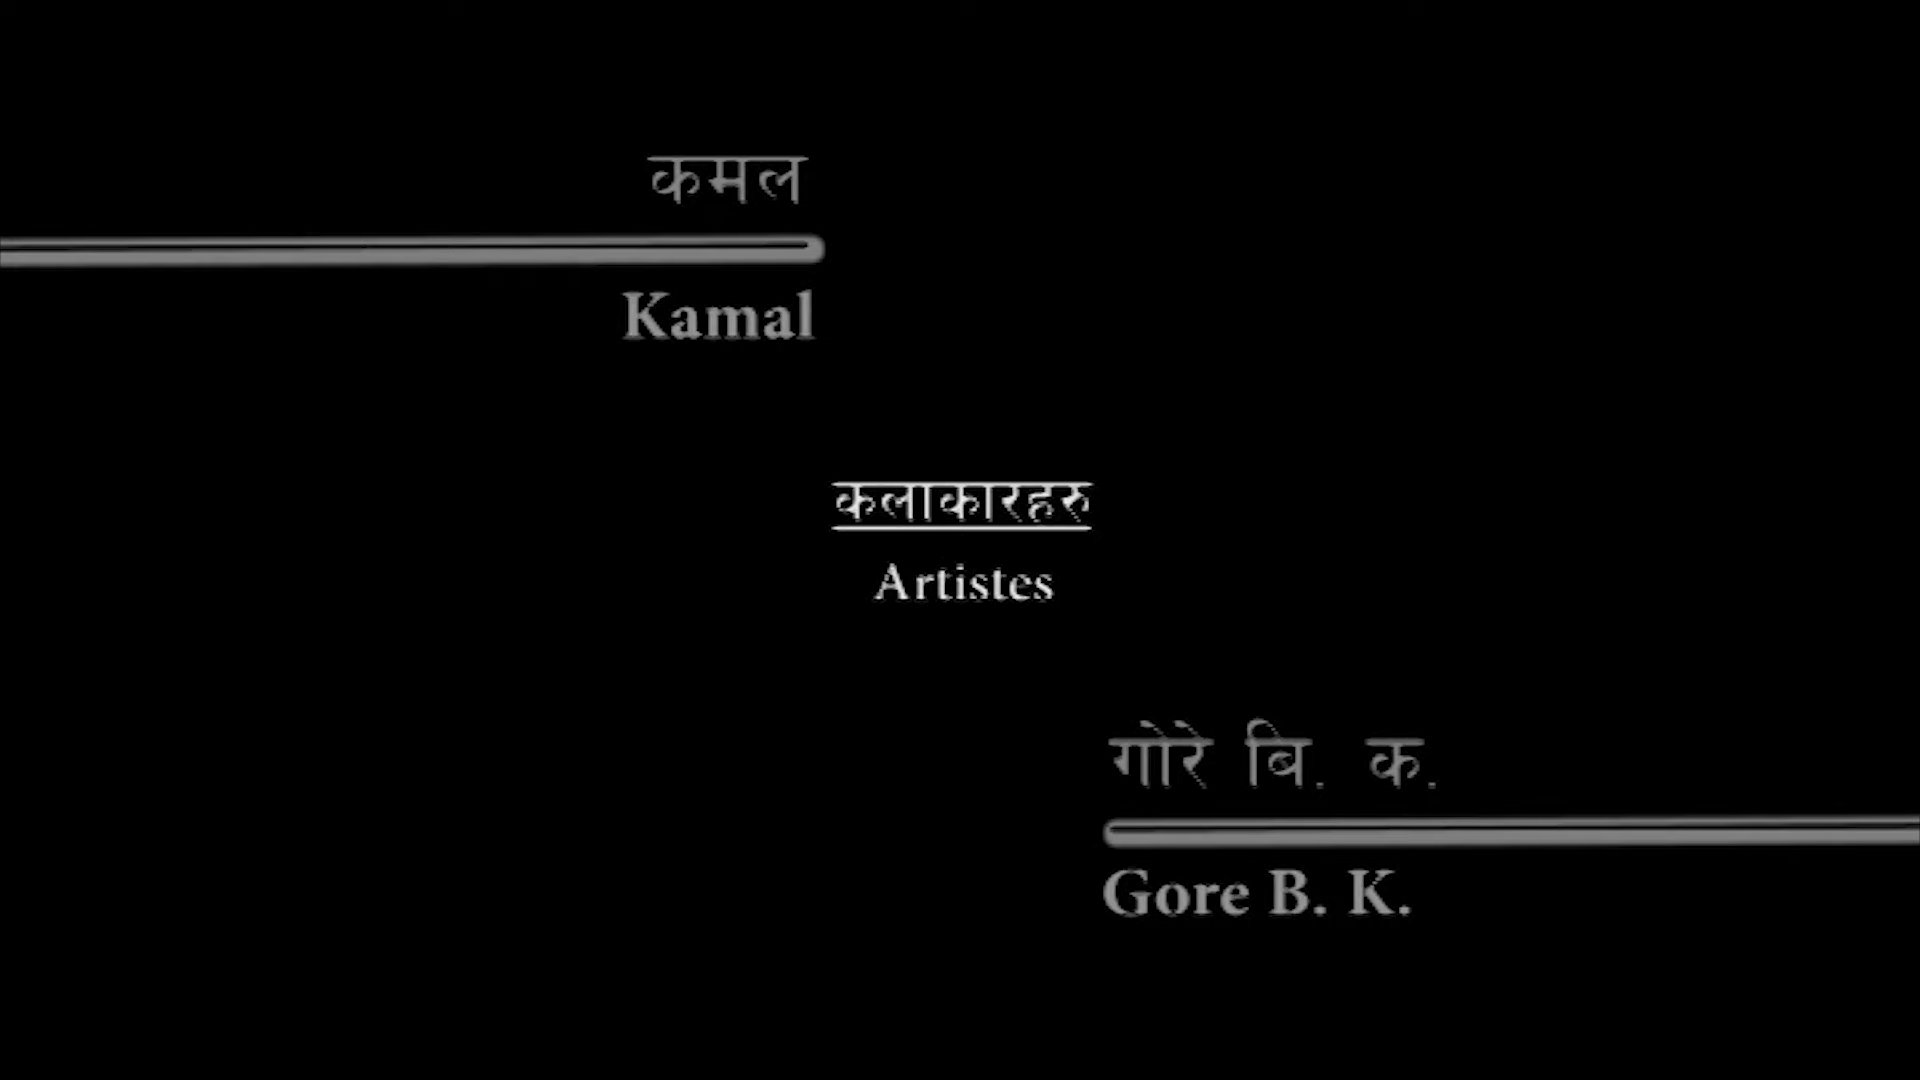 कमल
Kamal
कलाकारहरु
Artistes
गोरे बि. क.
Gore B. K.